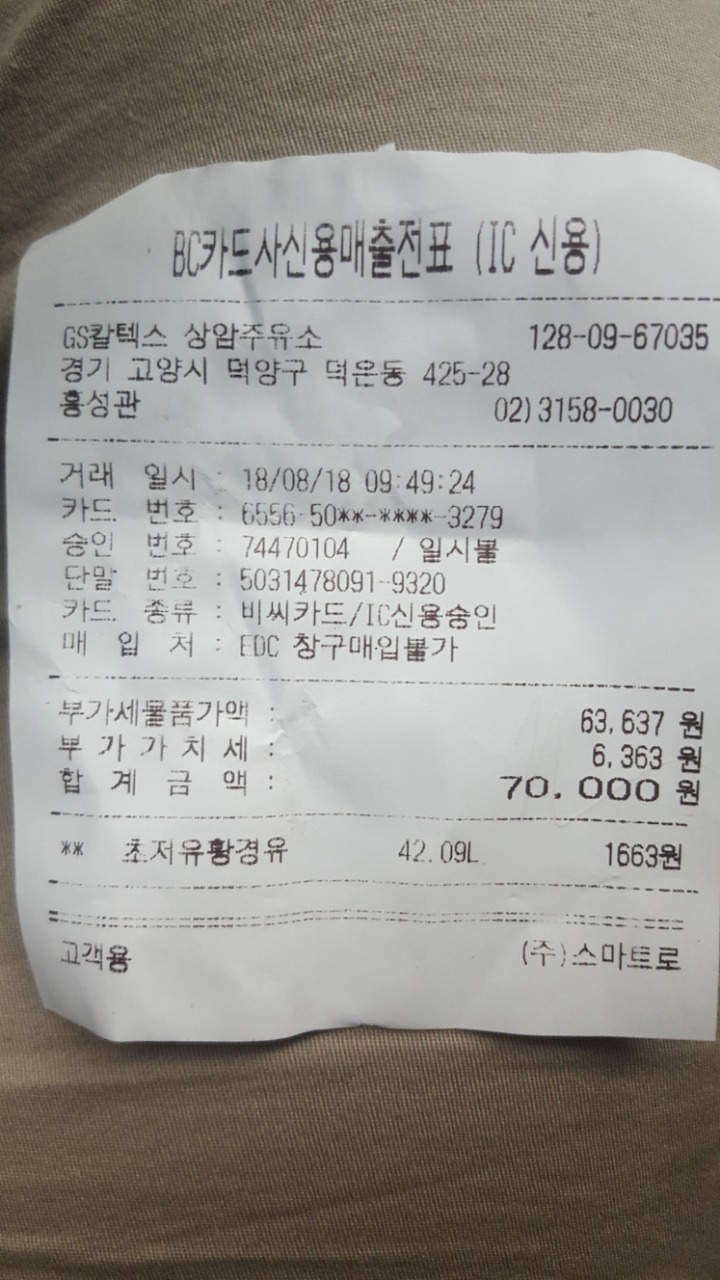 BC카드사신용매출전표 (IC 신용)
GS칼텍스 상암주유소 128-09-67035
경기 고양시 덕양구 덕은동 425-28
홍성관 02)3158-0030
거래 일시 : 18/08/18 09:49:24
카드 번호 : 6556-50**-****-3279
승인 번호 : 74470104 / 일시불
단말 번호 : 5031478091-9320
카드 종류 : 비씨카드/IC신용승인
매 입 처 : EDC 창구매입불가
부가세물품가액 : 63,637 원
부 가 가 치 세 : 6,363 원
합 계 금 액 : 70.000 원
** 초저유황경유 42.09L 1663원
고객용 (주)스마트로